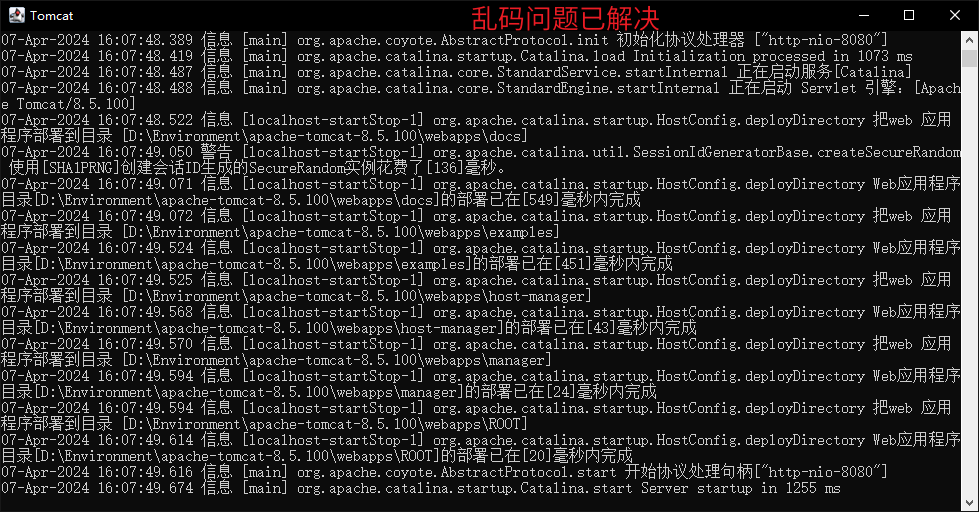 Tomcat
乱码问题已解决
07-Apr-2024 16:07:48.389 信息 [main] org.apache.coyote.AbstractProtocol.init 初始化协议处理器 ["http-nio-8080"]
07-Apr-2024 16:07:48.419 信息 [main] org.apache.catalina.startup.Catalina.load Initialization processed in 1073 ms
07-Apr-2024 16:07:48.487 信息 [main] org.apache.catalina.core.StandardService.startInternal 正在启动服务[Catalina]
07-Apr-2024 16:07:48.488 信息 [main] org.apache.catalina.core.StandardEngine.startInternal 正在启动 Servlet 引擎：[Apach
e Tomcat/8.5.100]
07-Apr-2024 16:07:48.522 信息 [localhost-startStop-1] org.apache.catalina.startup.HostConfig.deployDirectory 把web 应用
程序部署到目录 [D:\Environment\apache-tomcat-8.5.100\webapps\docs]
07-Apr-2024 16:07:49.050 警告 [localhost-startStop-1] org.apache.catalina.util.SessionIdGeneratorBase.createSecureRandom
使用[SHA1PRNG]创建会话ID生成的SecureRandom实例花费了[136]毫秒。
07-Apr-2024 16:07:49.071 信息 [localhost-startStop-1] org.apache.catalina.startup.HostConfig.deployDirectory Web应用程序
目录[D:\Environment\apache-tomcat-8.5.100\webapps\docs]的部署已在[549]毫秒内完成
07-Apr-2024 16:07:49.072 信息 [localhost-startStop-1] org.apache.catalina.startup.HostConfig.deployDirectory 把web 应用
程序部署到目录 [D:\Environment\apache-tomcat-8.5.100\webapps\examples]
07-Apr-2024 16:07:49.524 信息 [localhost-startStop-1] org.apache.catalina.startup.HostConfig.deployDirectory Web应用程序
目录[D:\Environment\apache-tomcat-8.5.100\webapps\examples]的部署已在[451]毫秒内完成
07-Apr-2024 16:07:49.525 信息 [localhost-startStop-1] org.apache.catalina.startup.HostConfig.deployDirectory 把web 应用
程序部署到目录 [D:\Environment\apache-tomcat-8.5.100\webapps\host-manager]
07-Apr-2024 16:07:49.568 信息 [localhost-startStop-1] org.apache.catalina.startup.HostConfig.deployDirectory Web应用程序
目录[D:\Environment\apache-tomcat-8.5.100\webapps\host-manager]的部署已在[43]毫秒内完成
07-Apr-2024 16:07:49.570 信息 [localhost-startStop-1] org.apache.catalina.startup.HostConfig.deployDirectory 把web 应用
程序部署到目录 [D:\Environment\apache-tomcat-8.5.100\webapps\manager]
07-Apr-2024 16:07:49.594 信息 [localhost-startStop-1] org.apache.catalina.startup.HostConfig.deployDirectory Web应用程序
目录[D:\Environment\apache-tomcat-8.5.100\webapps\manager]的部署已在[24]毫秒内完成
07-Apr-2024 16:07:49.594 信息 [localhost-startStop-1] org.apache.catalina.startup.HostConfig.deployDirectory 把web 应用
程序部署到目录 [D:\Environment\apache-tomcat-8.5.100\webapps\ROOT]
07-Apr-2024 16:07:49.614 信息 [localhost-startStop-1] org.apache.catalina.startup.HostConfig.deployDirectory Web应用程序
目录[D:\Environment\apache-tomcat-8.5.100\webapps\ROOT]的部署已在[20]毫秒内完成
07-Apr-2024 16:07:49.616 信息 [main] org.apache.coyote.AbstractProtocol.start 开始协议处理句柄["http-nio-8080"]
07-Apr-2024 16:07:49.674 信息 [main] org.apache.catalina.startup.Catalina.start Server startup in 1255 ms